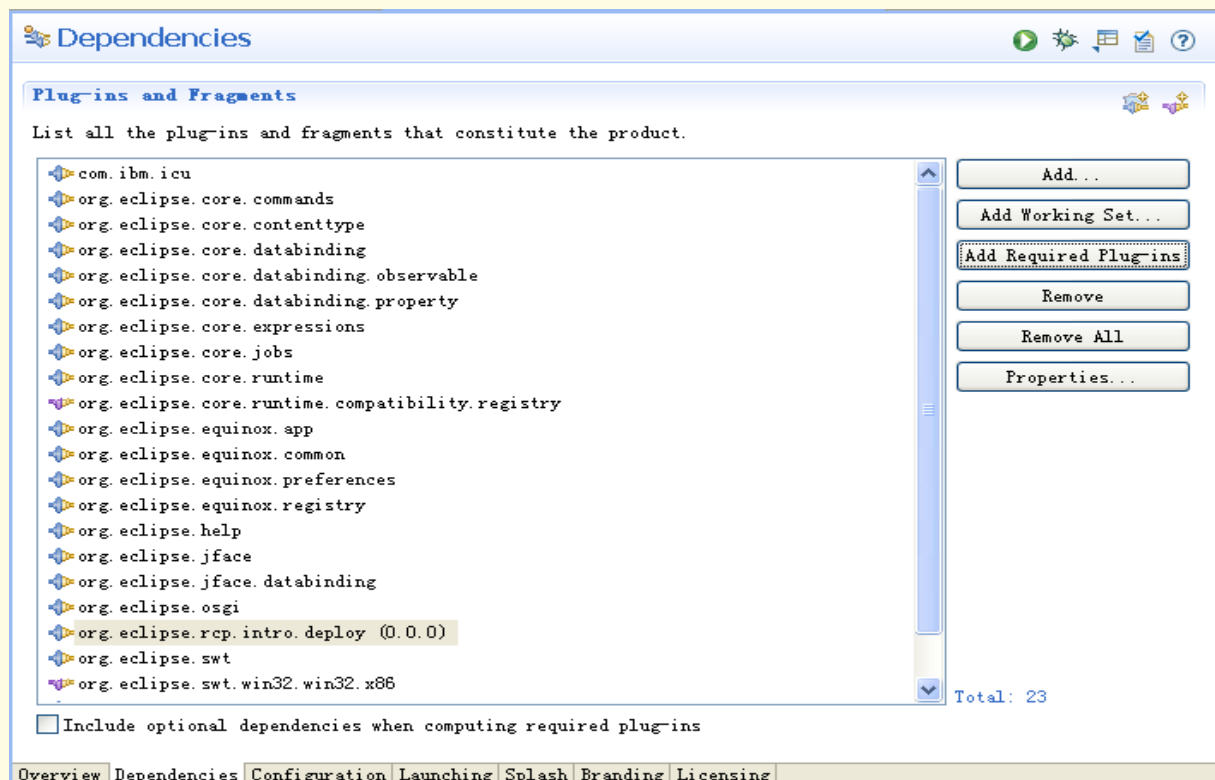 Dependencies
Plug-ins and Fragments
List all the plug-ins and fragments that constitute the product.
com.ibm.icu
org.eclipse.core.commands
org.eclipse.core.contenttype
org.eclipse.core.databinding
org.eclipse.core.databinding.observable
org.eclipse.core.databinding.property
org.eclipse.core.expressions
org.eclipse.core.jobs
org.eclipse.core.runtime
org.eclipse.core.runtime.compatibility.registry
org.eclipse.equinox.app
org.eclipse.equinox.common
org.eclipse.equinox.preferences
org.eclipse.equinox.registry
org.eclipse.help
org.eclipse.jface
org.eclipse.jface.databinding
org.eclipse.osgi
org.eclipse.rcp.intro.deploy (0.0.0)
org.eclipse.swt
org.eclipse.swt.win32.win32.x86
Add...
Add Working Set...
Add Required Plug-ins
Remove
Remove All
Properties...
Total: 23
Include optional dependencies when computing required plug-ins
Overview Dependencies Configuration Launching Splash Branding Licensing